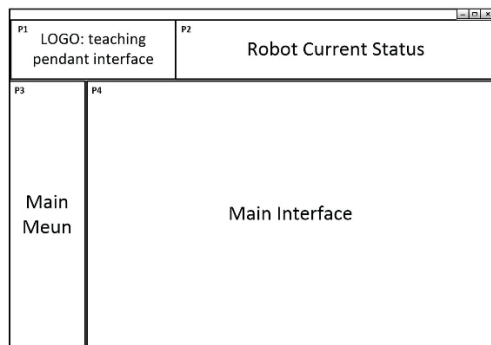 P1
LOGO: teaching
pendant interface
P2
Robot Current Status
P3
Main
Meun
P4
Main Interface